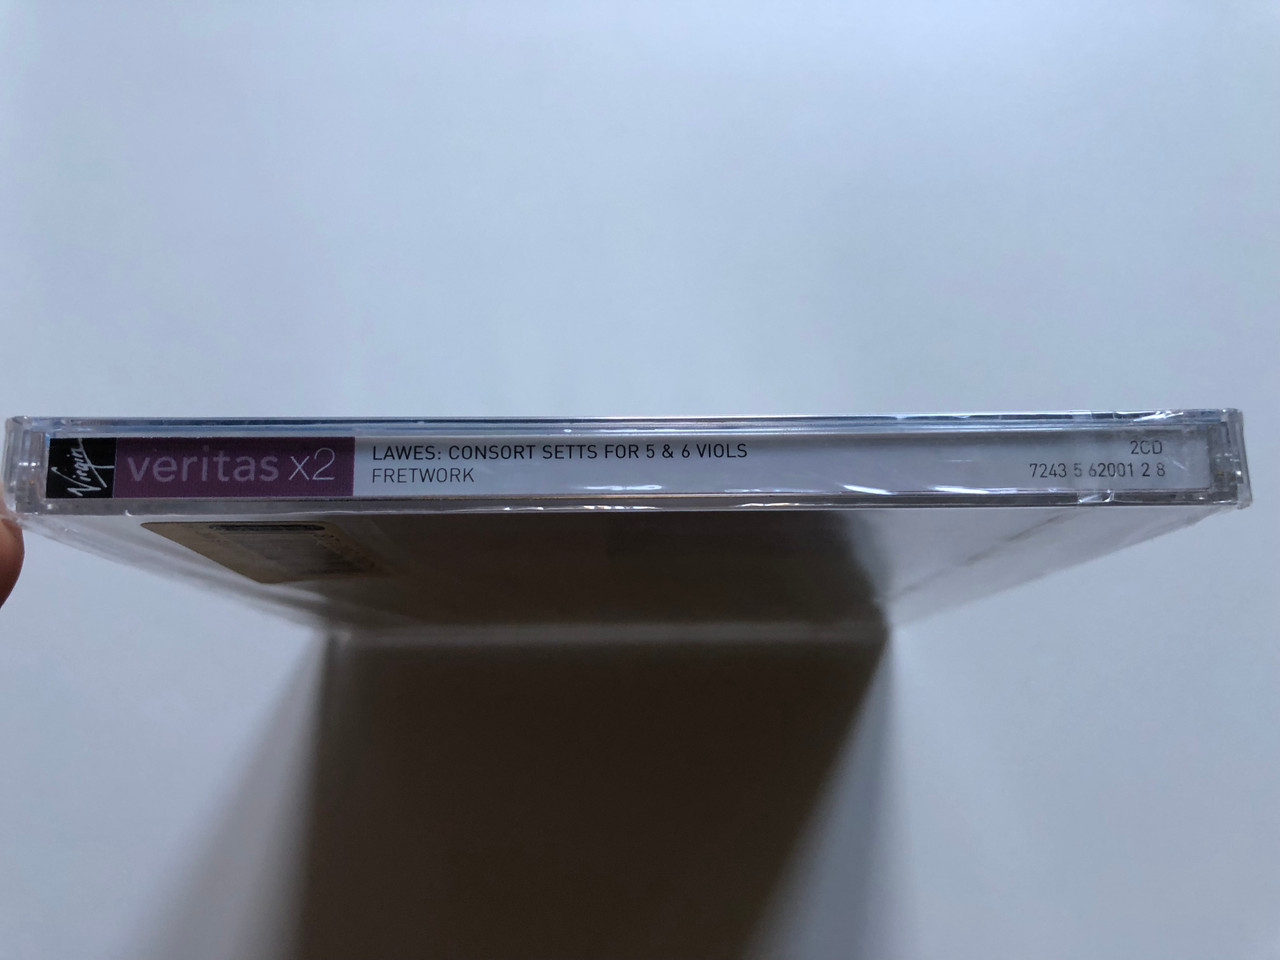 Virgin
veritas x2
LAWES: CONSORT SETTS FOR 5 & 6 VIOLS
FRETWORK
2CD
7243 5 62001 2 8